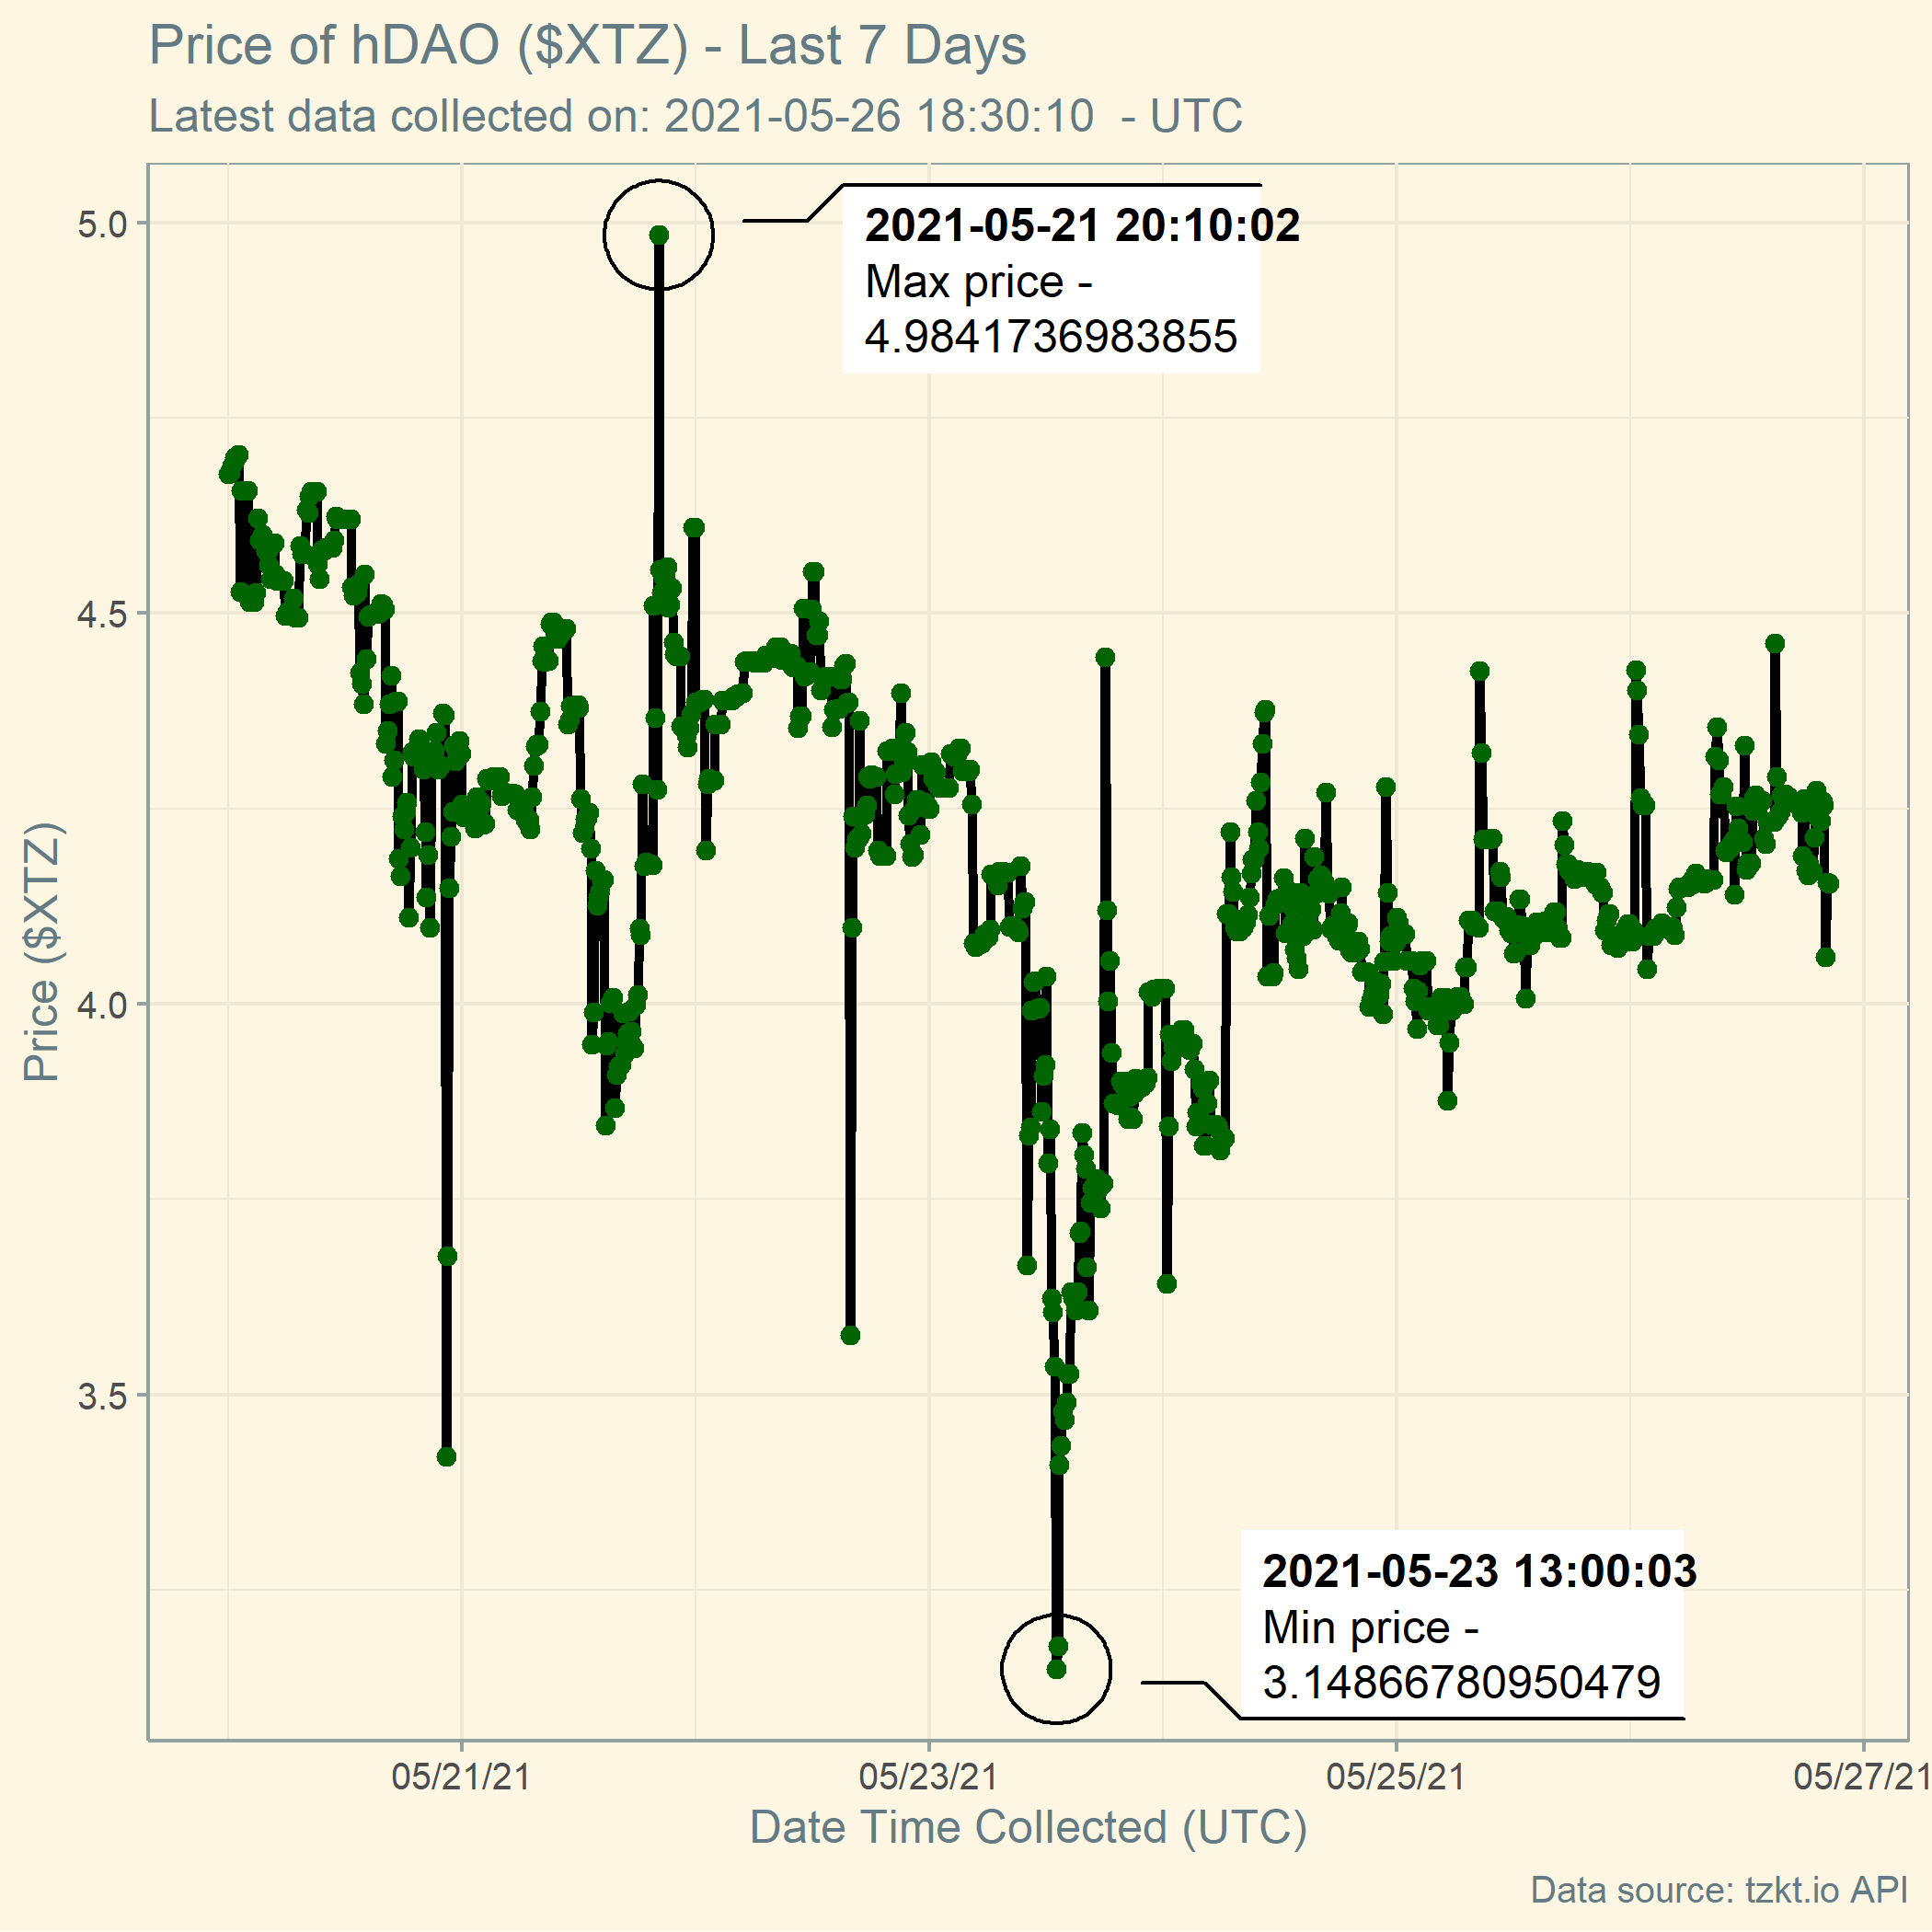 Price of hDAO ($XTZ) - Last 7 Days
Latest data collected on: 2021-05-26 18:30:10  - UTC
2021-05-21 20:10:02
Max price -
4.9841736983855
5.0
4.5
4.0
3.5
Price ($XTZ)
2021-05-23 13:00:03
Min price -
3.14866780950479
05/21/21
05/23/21
05/25/21
05/27/21
Date Time Collected (UTC)
Data source: tzkt.io API